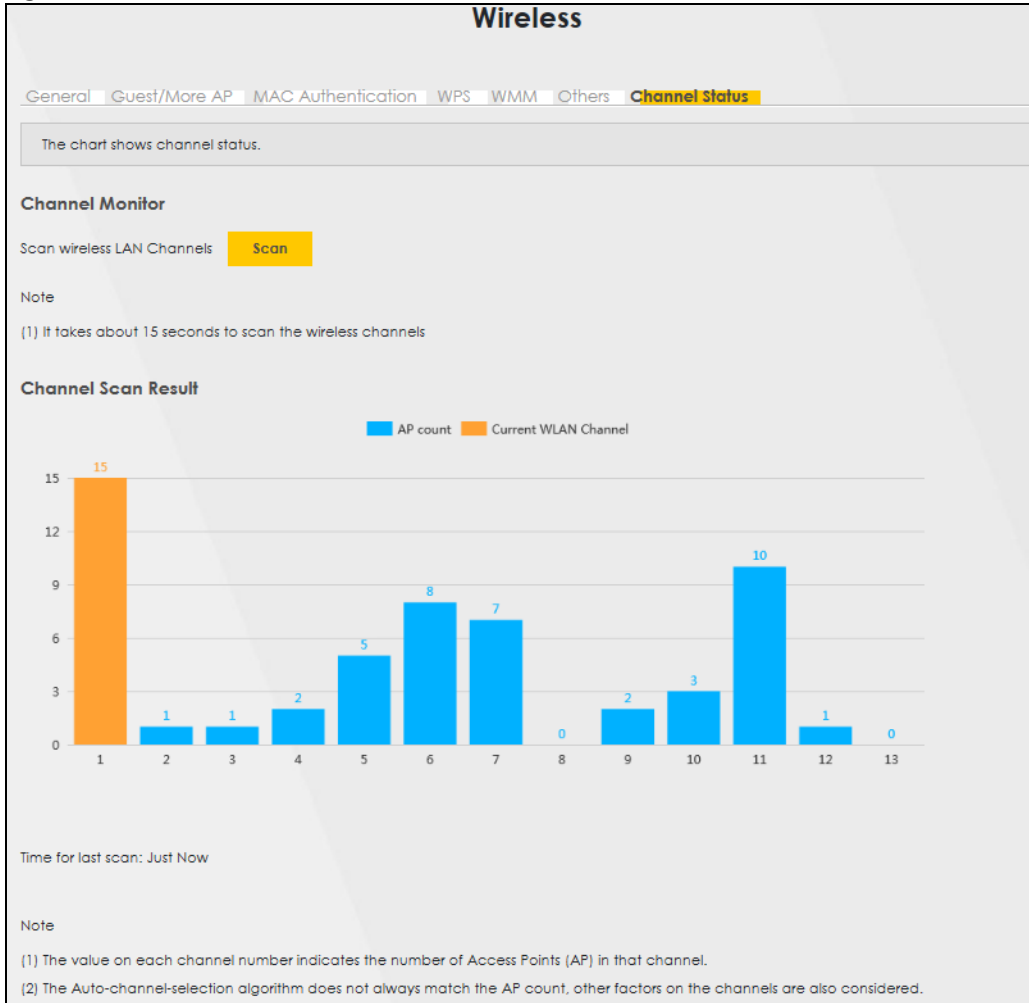 Wireless
General Guest/More AP MAC Authentication WPS WMM Others Channel Status
The chart shows channel status.
Channel Monitor
Scan wireless LAN Channels Scan
Note
(1) It takes about 15 seconds to scan the wireless channels
Channel Scan Result
AP count Current WLAN Channel
15
15
12
10
9
8
7
6
5
3
3
2
2
1
1
1
0
0
0
1 2 3 4 5 6 7 8 9 10 11 12 13
Time for last scan: Just Now
Note
(1) The value on each channel number indicates the number of Access Points (AP) in that channel.
(2) The Auto-channel-selection algorithm does not always match the AP count, other factors on the channels are also considered.